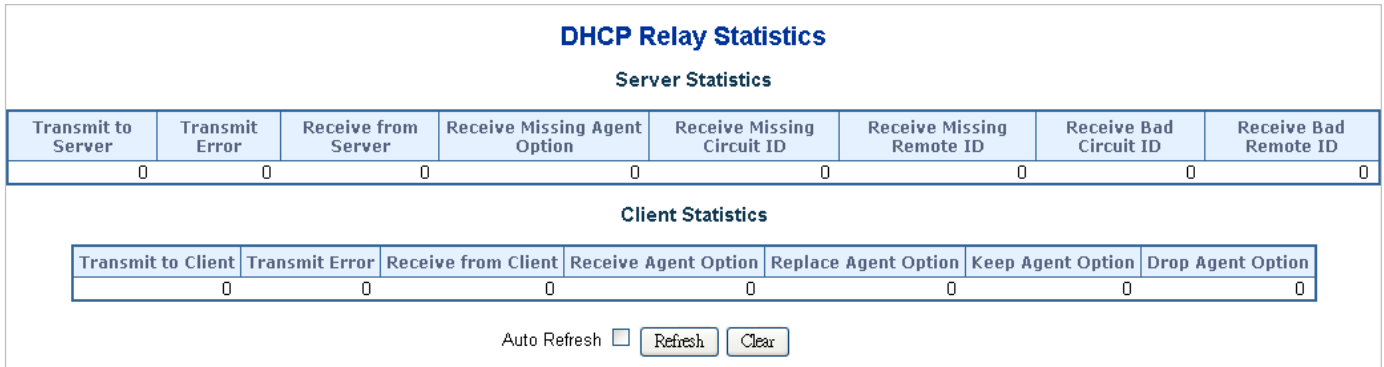 DHCP Relay Statistics
Server Statistics
Transmit to Server Transmit Error Receive from Server Receive Missing Agent Option Receive Missing Circuit ID Receive Missing Remote ID Receive Bad Circuit ID Receive Bad Remote ID
0 0 0 0 0 0 0 0
Client Statistics
Transmit to Client Transmit Error Receive from Client Receive Agent Option Replace Agent Option Keep Agent Option Drop Agent Option
0 0 0 0 0 0 0
Auto Refresh Refresh Clear